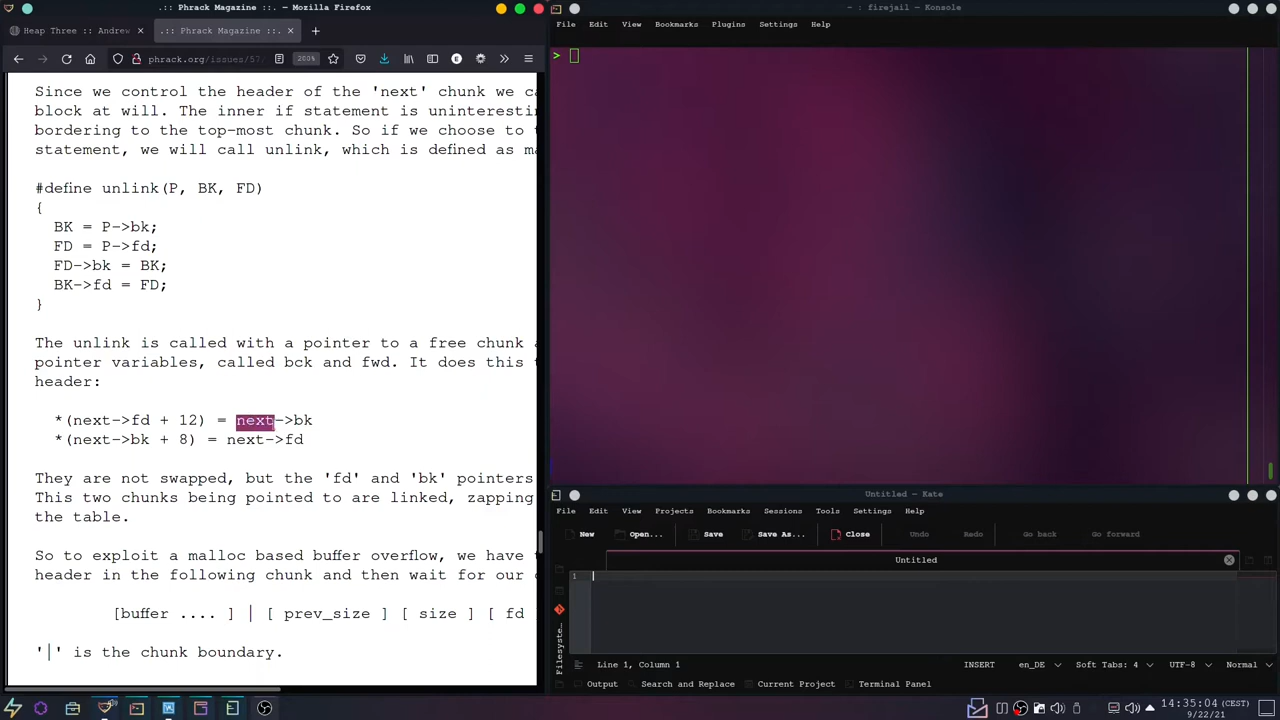 .:: Phrack Magazine ::. — Mozilla Firefox
Heap Three :: Andrew
.:: Phrack Magazine ::.
phrack.org/issues/57/
200%
Since we control the header of the 'next' chunk we c
block at will. The inner if statement is uninteresti
bordering to the top-most chunk. So if we choose to
statement, we will call unlink, which is defined as m
#define unlink(P, BK, FD)
{
BK = P->bk;
FD = P->fd;
FD->bk = BK;
BK->fd = FD;
}
The unlink is called with a pointer to a free chunk
pointer variables, called bck and fwd. It does this
header:
*(next->fd + 12) = next->bk
*(next->bk + 8) = next->fd
They are not swapped, but the 'fd' and 'bk' pointers
This two chunks being pointed to are linked, zapping
the table.
So to exploit a malloc based buffer overflow, we have
header in the following chunk and then wait for our
[buffer .... ] | [ prev_size ] [ size ] [ fd
'|' is the chunk boundary.
~ : firejail — Konsole
File Edit View Bookmarks Plugins Settings Help
>
Untitled — Kate
File Edit View Projects Bookmarks Sessions Tools Settings Help
New Open... Save Save As... Close Undo Redo Go back Go forward
Untitled
1
Filesyste…
Line 1, Column 1 INSERT en_DE Soft Tabs: 4 UTF-8 Normal
Output Search and Replace Current Project Terminal Panel
14:35:04 (CEST)
9/22/21